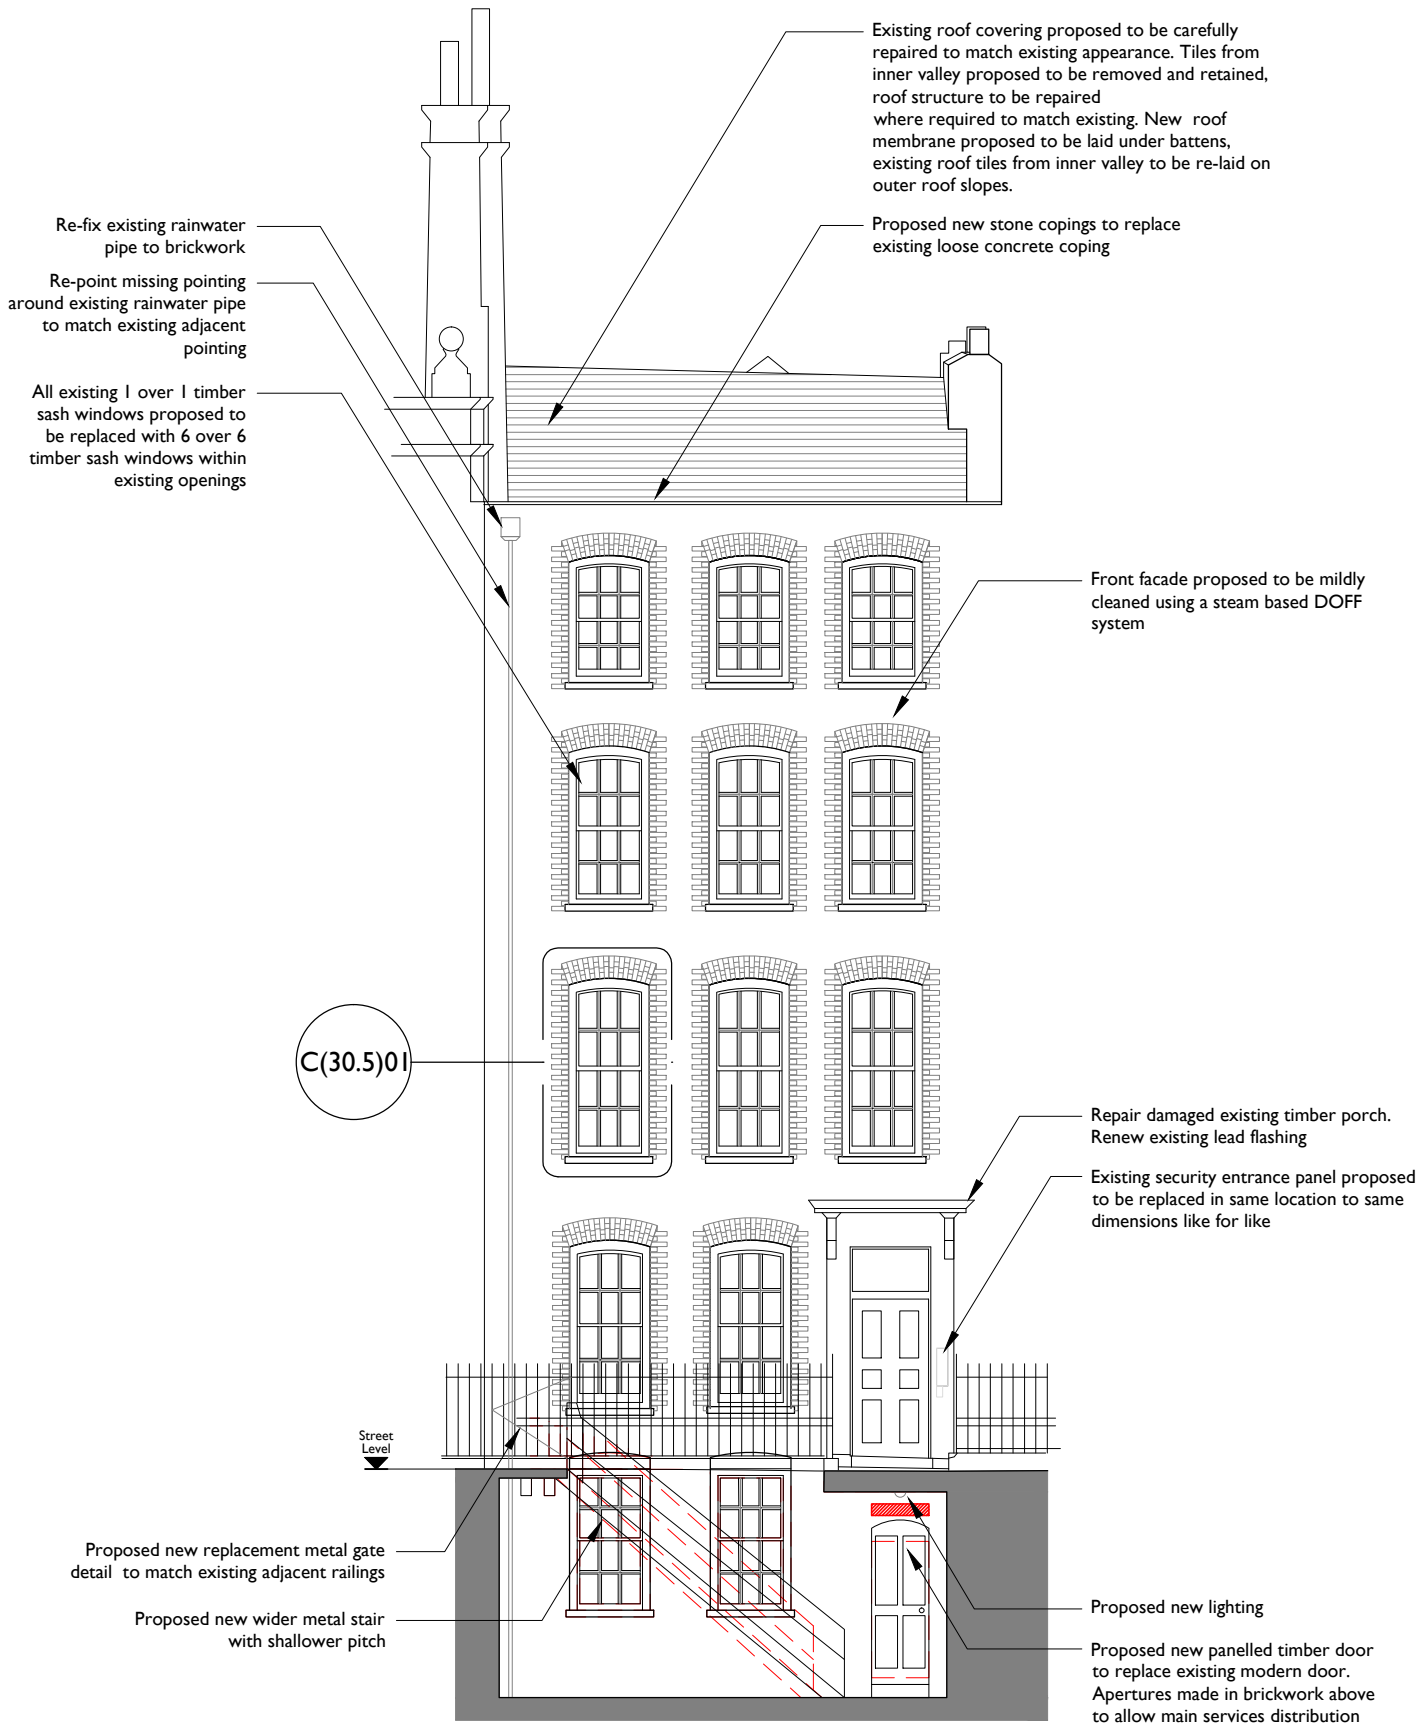 Existing roof covering proposed to be carefully
repaired to match existing appearance. Tiles from
inner valley proposed to be removed and retained,
roof structure to be repaired
where required to match existing. New roof
membrane proposed to be laid under battens,
existing roof tiles from inner valley to be re-laid on
outer roof slopes.
Proposed new stone copings to replace
existing loose concrete coping
Re-fix existing rainwater
pipe to brickwork
Re-point missing pointing
around existing rainwater pipe
to match existing adjacent
pointing
All existing 1 over 1 timber
sash windows proposed to
be replaced with 6 over 6
timber sash windows within
existing openings
Front facade proposed to be mildly
cleaned using a steam based DOFF
system
C(30.5)01
Repair damaged existing timber porch.
Renew existing lead flashing
Existing security entrance panel proposed
to be replaced in same location to same
dimensions like for like
Street
Level
Proposed new replacement metal gate
detail to match existing adjacent railings
Proposed new wider metal stair
with shallower pitch
Proposed new lighting
Proposed new panelled timber door
to replace existing modern door.
Apertures made in brickwork above
to allow main services distribution